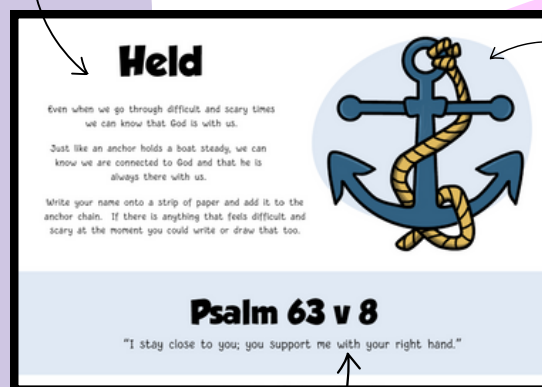 Held
Even when we go through difficult and scary times
we can know that God is with us.
Just like an anchor holds a boat steady, we can
know we are connected to God and that he is
always there with us.
Write your name onto a strip of paper and add it to the
anchor chain. If there is anything that feels difficult and
scary at the moment you could write or draw that too.
Psalm 63 v 8
“I stay close to you; you support me with your right hand.”